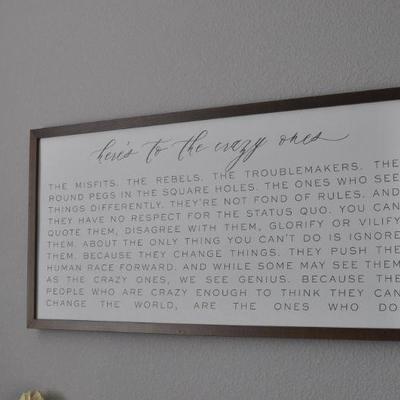 here's to the crazy ones
THE MISFITS. THE REBELS. THE TROUBLEMAKERS. THE
ROUND PEGS IN THE SQUARE HOLES. THE ONES WHO SEE
THINGS DIFFERENTLY. THEY'RE NOT FOND OF RULES. AND
THEY HAVE NO RESPECT FOR THE STATUS QUO. YOU CAN
QUOTE THEM, DISAGREE WITH THEM, GLORIFY OR VILIFY
THEM. ABOUT THE ONLY THING YOU CAN'T DO IS IGNORE
THEM. BECAUSE THEY CHANGE THINGS. THEY PUSH THE
HUMAN RACE FORWARD. AND WHILE SOME MAY SEE THEM
AS THE CRAZY ONES, WE SEE GENIUS. BECAUSE THE
PEOPLE WHO ARE CRAZY ENOUGH TO THINK THEY CAN
CHANGE THE WORLD, ARE THE ONES WHO DO